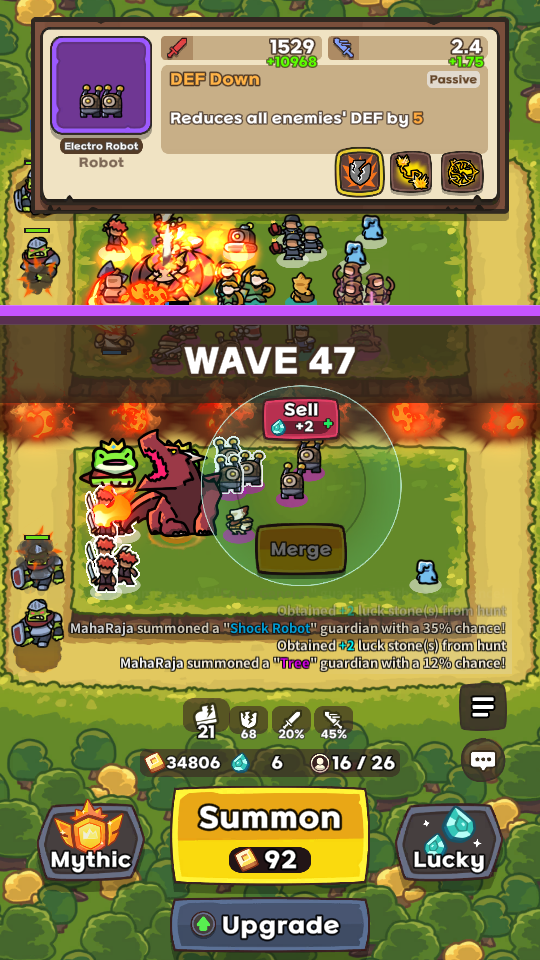 1529
+10968
2.4
+1.75
DEF Down
Passive
Reduces all enemies' DEF by 5
Electro Robot
Robot
WAVE 47
Sell
+2
Merge
Obtained +2 luck stone(s) from hunt
MahaRaja summoned a "Shock Robot" guardian with a 35% chance!
Obtained +2 luck stone(s) from hunt
MahaRaja summoned a "Tree" guardian with a 12% chance!
21
68
20%
45%
34806
6
16 / 26
Mythic
Summon
92
Lucky
Upgrade